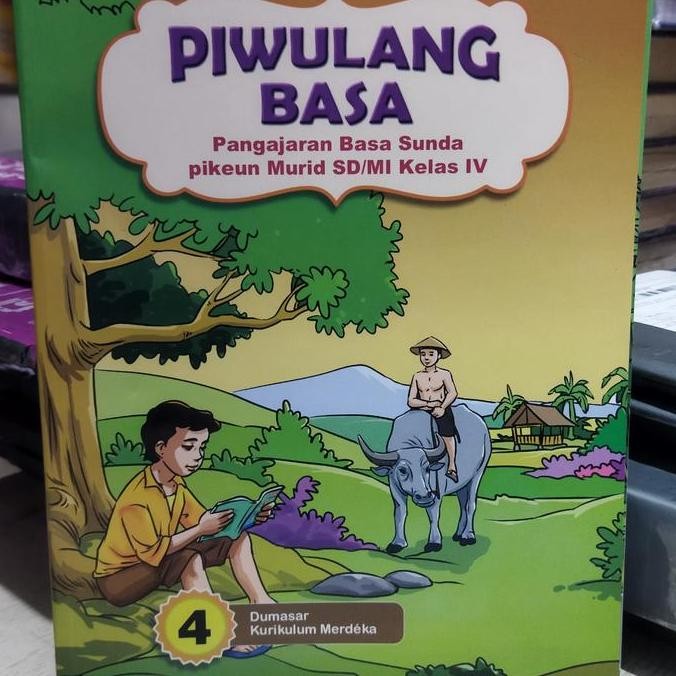 PIWULANG
BASA
Pangajaran Basa Sunda
pikeun Murid SD/MI Kelas IV
4
Dumasar
Kurikulum Merdéka